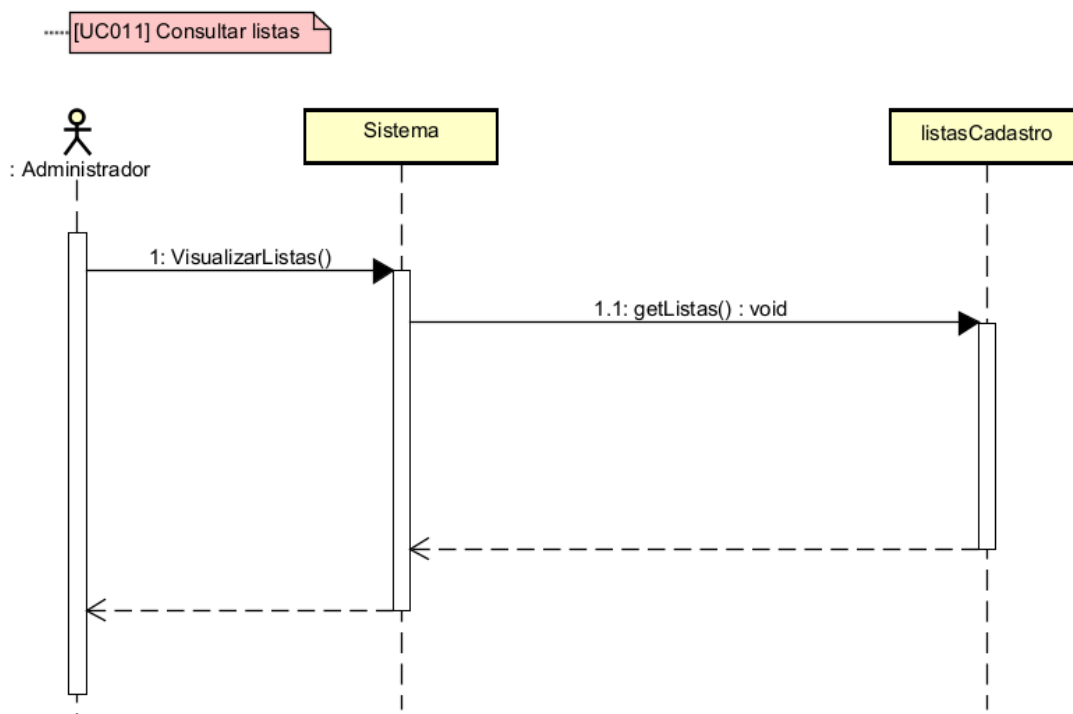 [UC011] Consultar listas
Sistema
listasCadastro
: Administrador
1: VisualizarListas()
1.1: getListas() : void